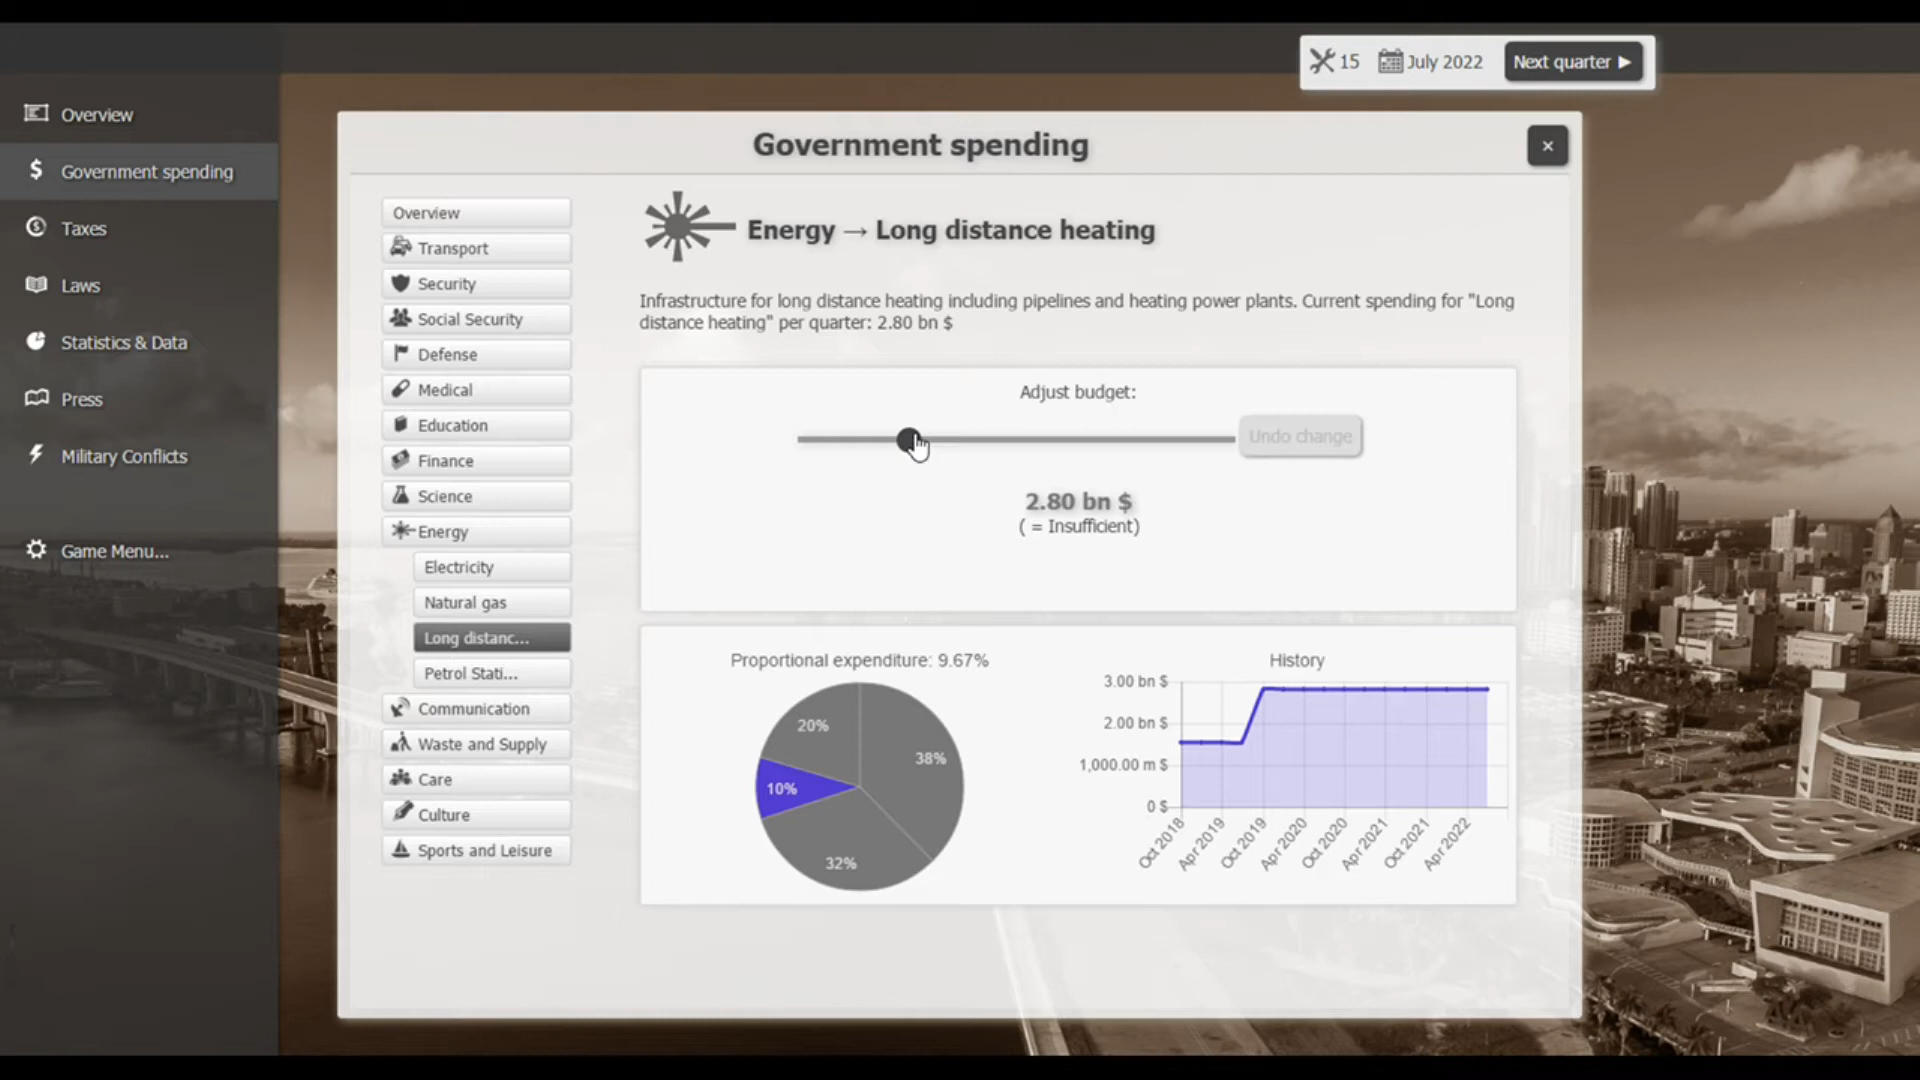 15 July 2022 Next quarter ▶
Overview
Government spending
Taxes
Laws
Statistics & Data
Press
Military Conflicts
Game Menu...
Government spending
×
Overview
Transport
Security
Social Security
Defense
Medical
Education
Finance
Science
Energy
Electricity
Natural gas
Long distanc...
Petrol Stati...
Communication
Waste and Supply
Care
Culture
Sports and Leisure
Energy → Long distance heating
Infrastructure for long distance heating including pipelines and heating power plants. Current spending for "Long
distance heating" per quarter: 2.80 bn $
Adjust budget:
Undo change
2.80 bn $
( = Insufficient)
Proportional expenditure: 9.67%
20%
38%
10%
32%
History
3.00 bn $
2.00 bn $
1,000.00 m $
0 $
Oct 2018
Apr 2019
Oct 2019
Apr 2020
Oct 2020
Apr 2021
Oct 2021
Apr 2022